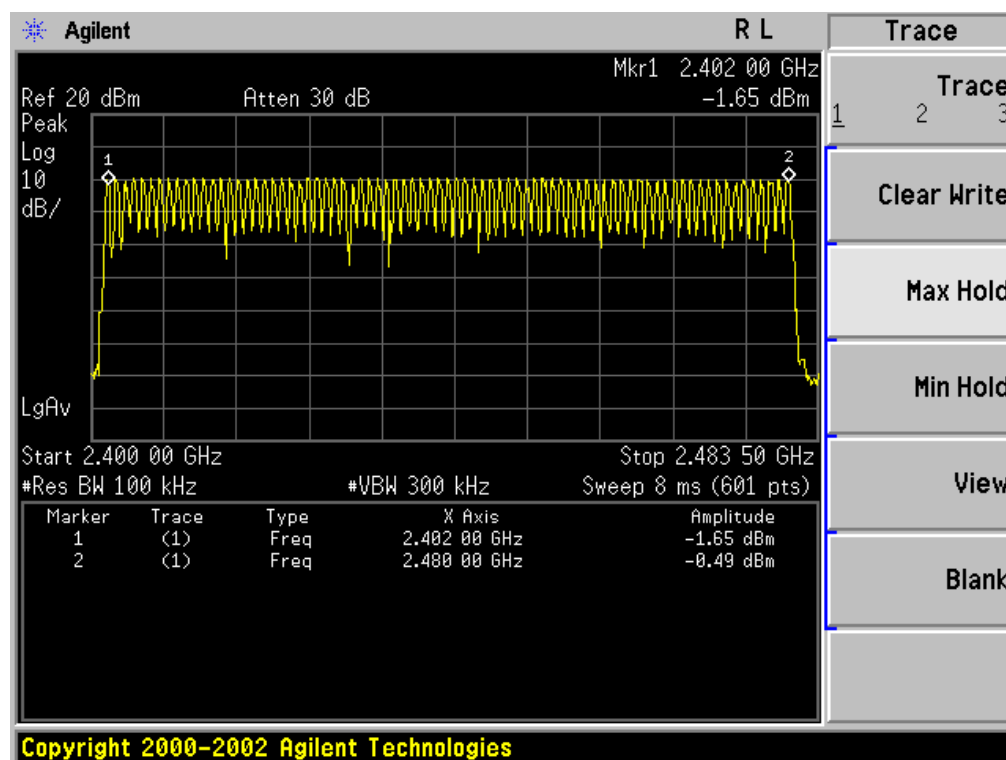 Agilent R L
Mkr1 2.402 00 GHz
Ref 20 dBm Atten 30 dB -1.65 dBm
Peak
Log
10
dB/
1
2
LgAv
Start 2.400 00 GHz Stop 2.483 50 GHz
#Res BW 100 kHz #VBW 300 kHz Sweep 8 ms (601 pts)
Marker Trace Type X Axis Amplitude
1 (1) Freq 2.402 00 GHz -1.65 dBm
2 (1) Freq 2.480 00 GHz -0.49 dBm
Copyright 2000-2002 Agilent Technologies
Trace
Trace
1 2 3
Clear Write
Max Hold
Min Hold
View
Blank